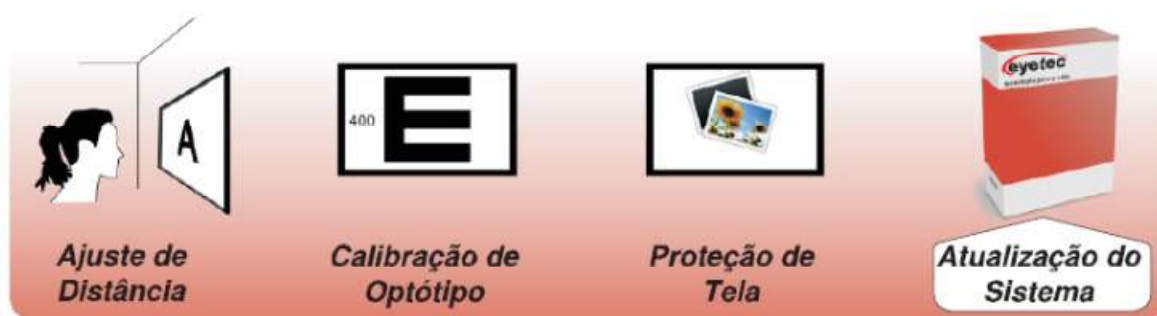 A
400
E
eyetec
Ajuste de
Distância
Calibração de
Optótipo
Proteção de
Tela
Atualização do
Sistema